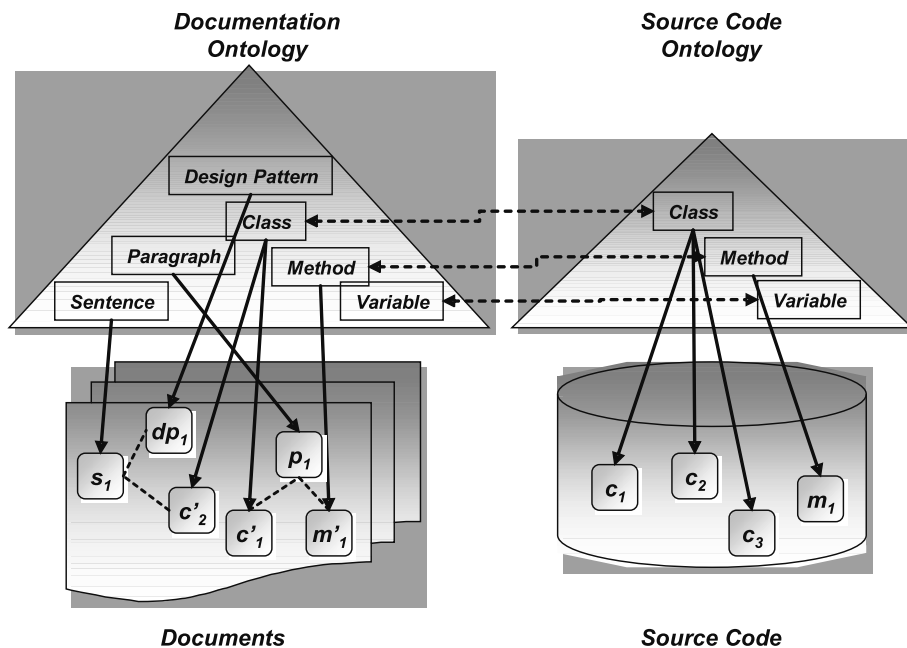 Documentation
Ontology
Source Code
Ontology
Design Pattern
Class
Paragraph
Method
Sentence
Variable
Class
Method
Variable
dp1
s1
p1
c'2
c'1
m'1
c1
c2
m1
c3
Documents
Source Code